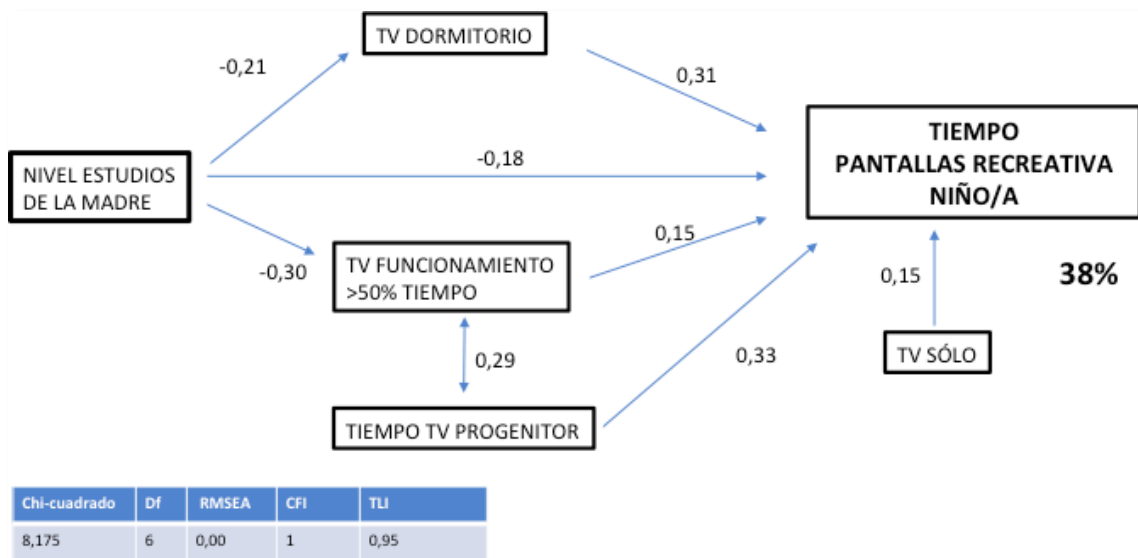 TV DORMITORIO
-0,21
0,31
TIEMPO
PANTALLAS RECREATIVA
NIÑO/A
-0,18
NIVEL ESTUDIOS
DE LA MADRE
0,15
TV FUNCIONAMIENTO
>50% TIEMPO
-0,30
38%
0,15
0,29
0,33
TV SÓLO
TIEMPO TV PROGENITOR
Chi-cuadrado Df RMSEA CFI TLI
8,175 6 0,00 1 0,95